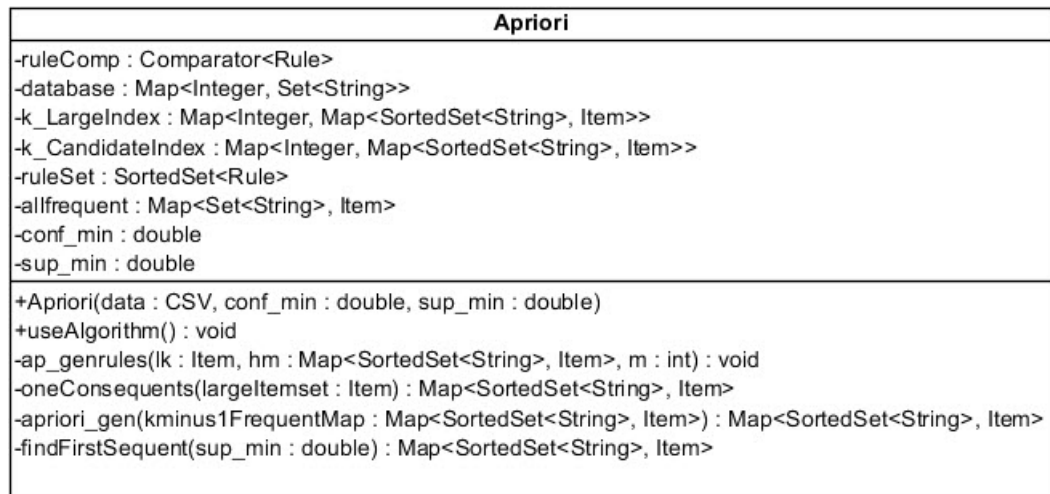 Apriori
-ruleComp : Comparator<Rule>
-database : Map<Integer, Set<String>>
-k_LargeIndex : Map<Integer, Map<SortedSet<String>, Item>>
-k_CandidateIndex : Map<Integer, Map<SortedSet<String>, Item>>
-ruleSet : SortedSet<Rule>
-allfrequent : Map<Set<String>, Item>
-conf_min : double
-sup_min : double
+Apriori(data : CSV, conf_min : double, sup_min : double)
+useAlgorithm() : void
-ap_genrules(lk : Item, hm : Map<SortedSet<String>, Item>, m : int) : void
-oneConsequents(largeItemset : Item) : Map<SortedSet<String>, Item>
-apriori_gen(kminus1FrequentMap : Map<SortedSet<String>, Item>) : Map<SortedSet<String>, Item>
-findFirstSequent(sup_min : double) : Map<SortedSet<String>, Item>